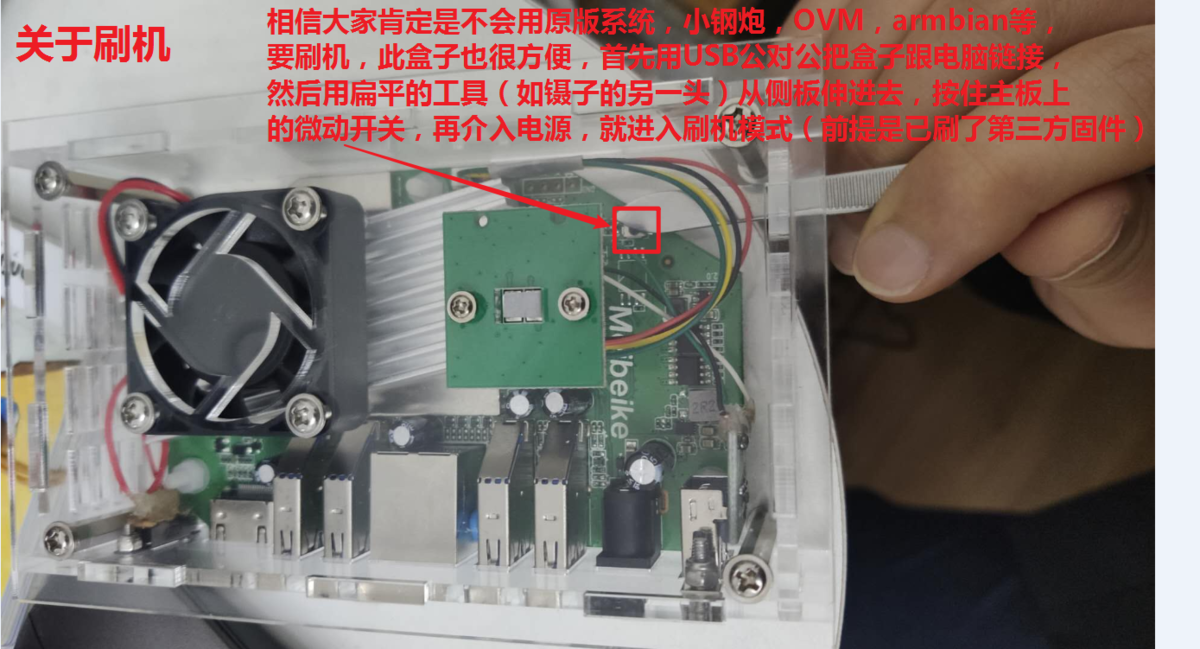 关于刷机
相信大家肯定是不会用原版系统，小钢炮，OVM，armbian等，
要刷机，此盒子也很方便，首先用USB公对公把盒子跟电脑链接，
然后用扁平的工具（如镊子的另一头）从侧板伸进去，按住主板上
的微动开关，再介入电源，就进入刷机模式（前提是已刷了第三方固件）
2R2